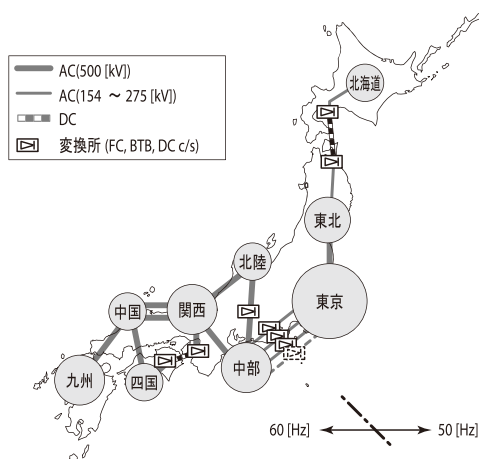 AC(500 [kV])
AC(154 ～ 275 [kV])
DC
変換所 (FC, BTB, DC c/s)
北海道
東北
北陸
東京
中国
関西
九州
四国
中部
60 [Hz]
50 [Hz]